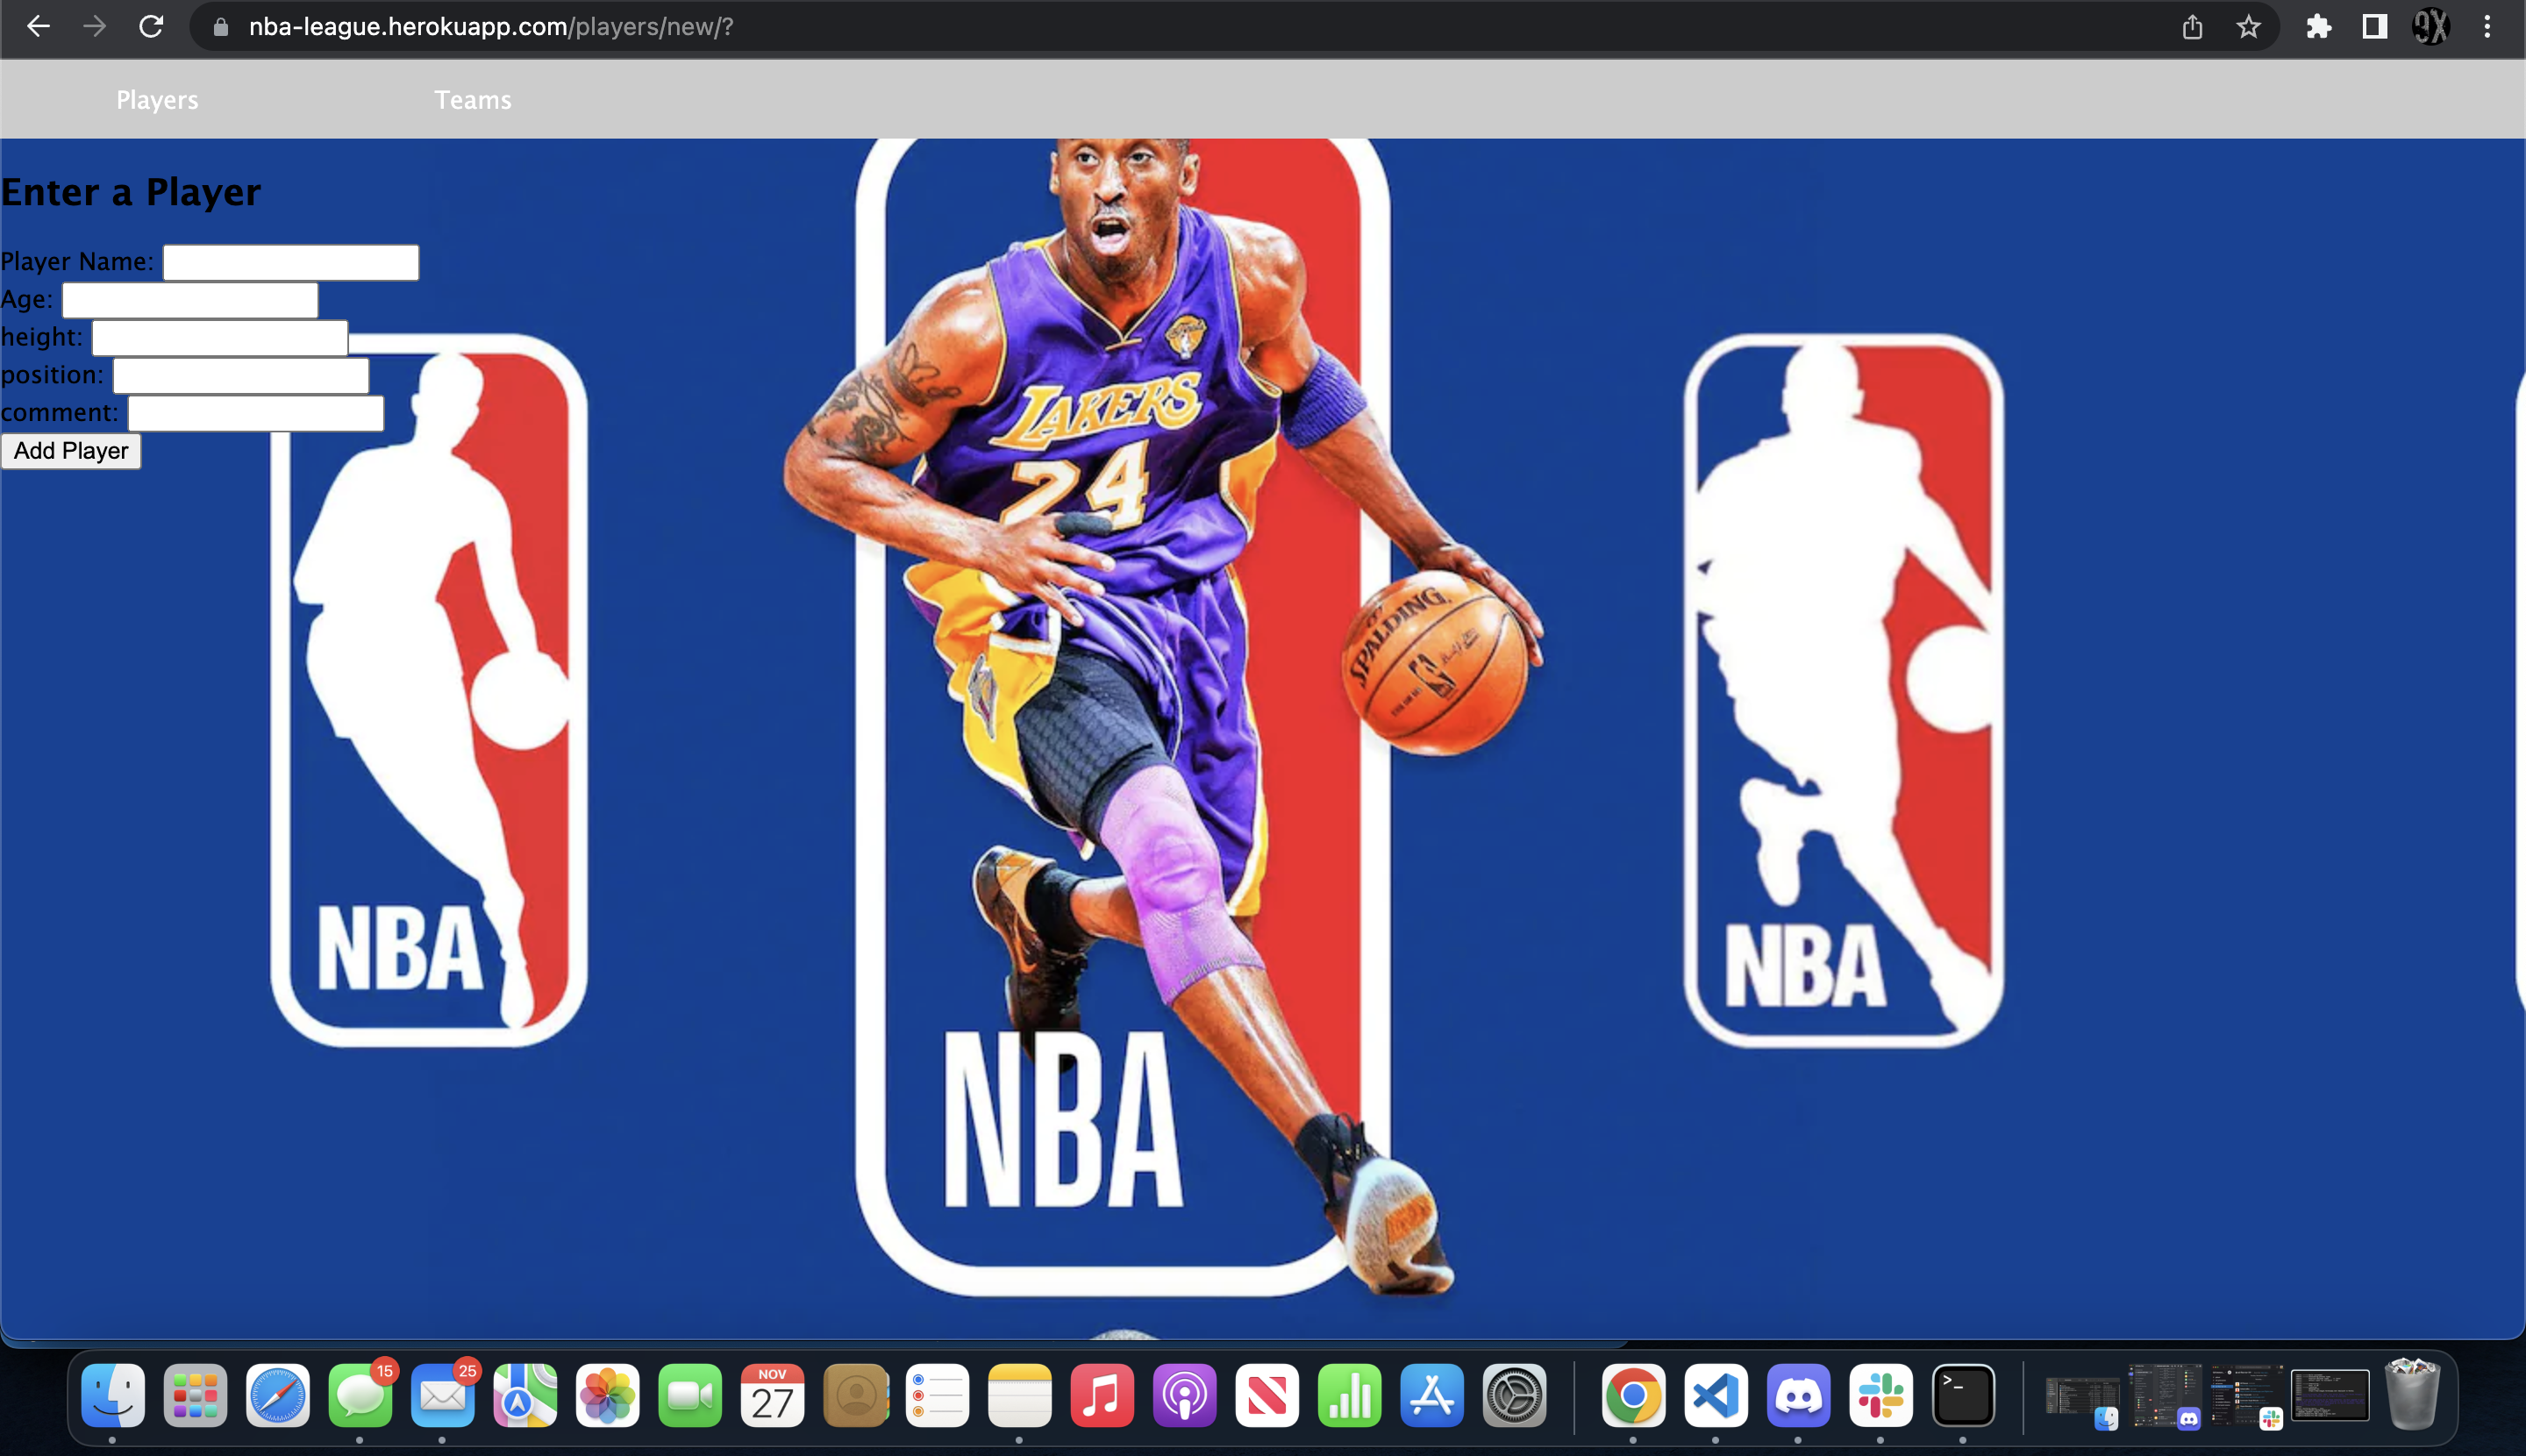 nba-league.herokuapp.com/players/new/?
Players Teams
Enter a Player
Player Name:
Age:
height:
position:
comment:
Add Player
LAKERS
24
SPALDING
NBA
NBA
NBA
15
25
NOV
27